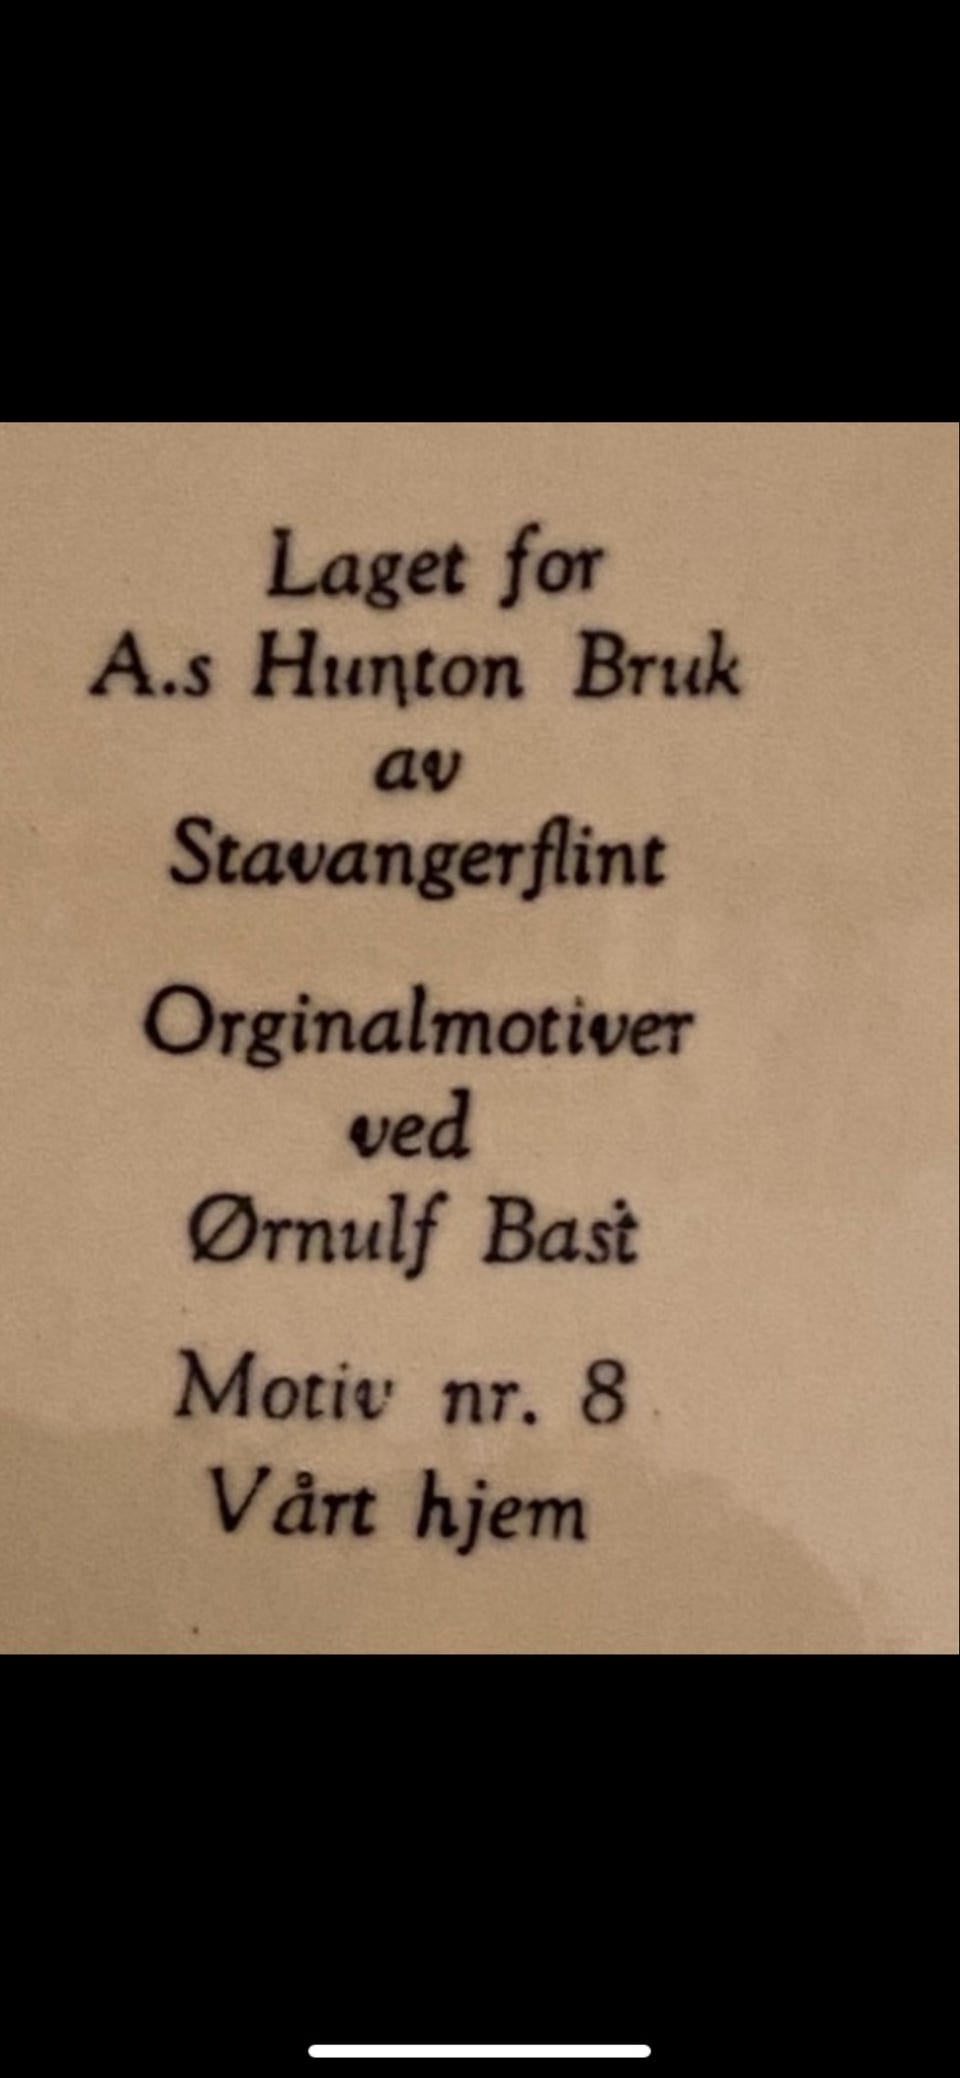 Laget for
A.s Hunton Bruk
av
Stavangerflint
Orginalmotiver
ved
Ørnulf Bast
Motiv nr. 8
Vårt hjem